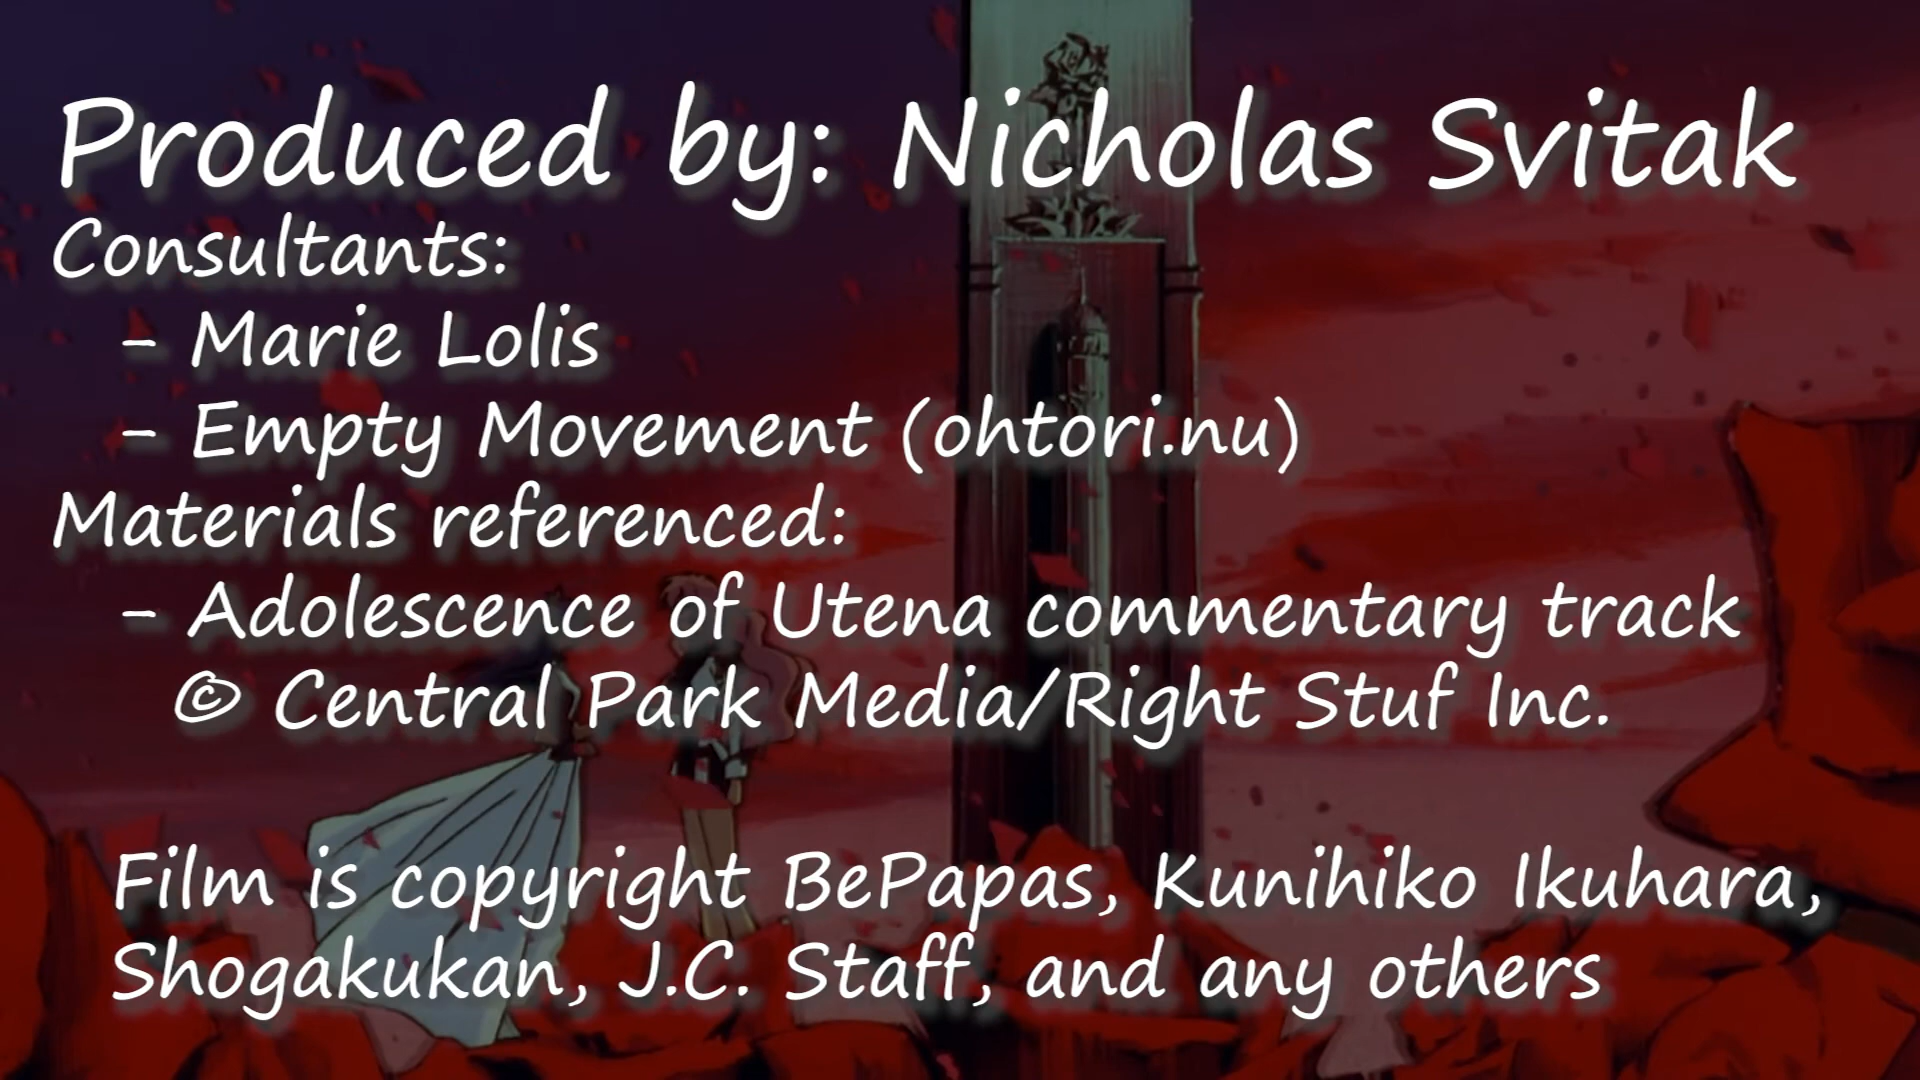 Produced by: Nicholas Svitak
Consultants:
- Marie Lolis
- Empty Movement (ohtori.nu)
Materials referenced:
- Adolescence of Utena commentary track
© Central Park Media/Right Stuf Inc.
Film is copyright BePapas, Kunihiko Ikuhara,
Shogakukan, J.C. Staff, and any others